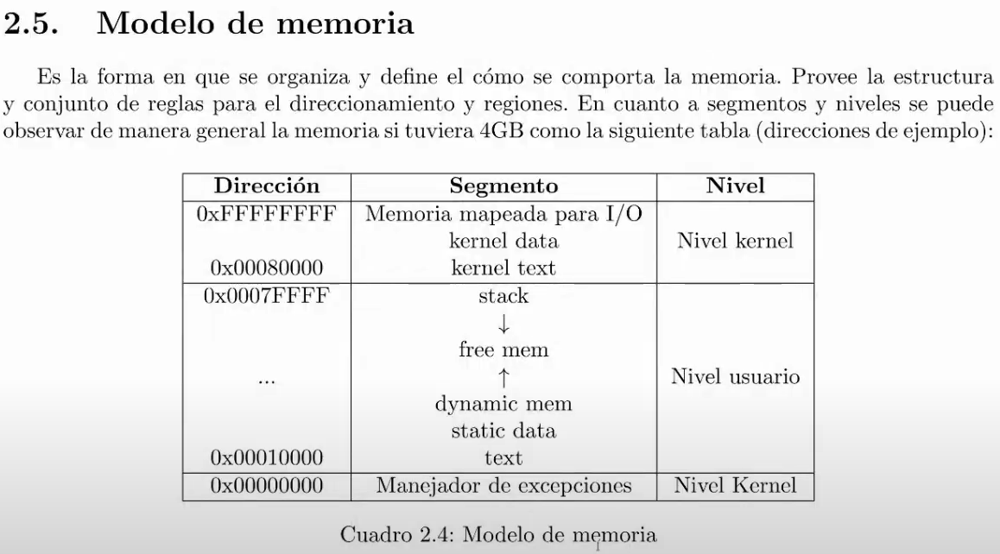 2.5. Modelo de memoria
Es la forma en que se organiza y define el cómo se comporta la memoria. Provee la estructura
y conjunto de reglas para el direccionamiento y regiones. En cuanto a segmentos y niveles se puede
observar de manera general la memoria si tuviera 4GB como la siguiente tabla (direcciones de ejemplo):
Dirección Segmento Nivel
0xFFFFFFFF Memoria mapeada para I/O
kernel data Nivel kernel
0x00080000 kernel text
0x0007FFFF stack
↓
free mem
... ↑ Nivel usuario
dynamic mem
static data
0x00010000 text
0x00000000 Manejador de excepciones Nivel Kernel
Cuadro 2.4: Modelo de memoria